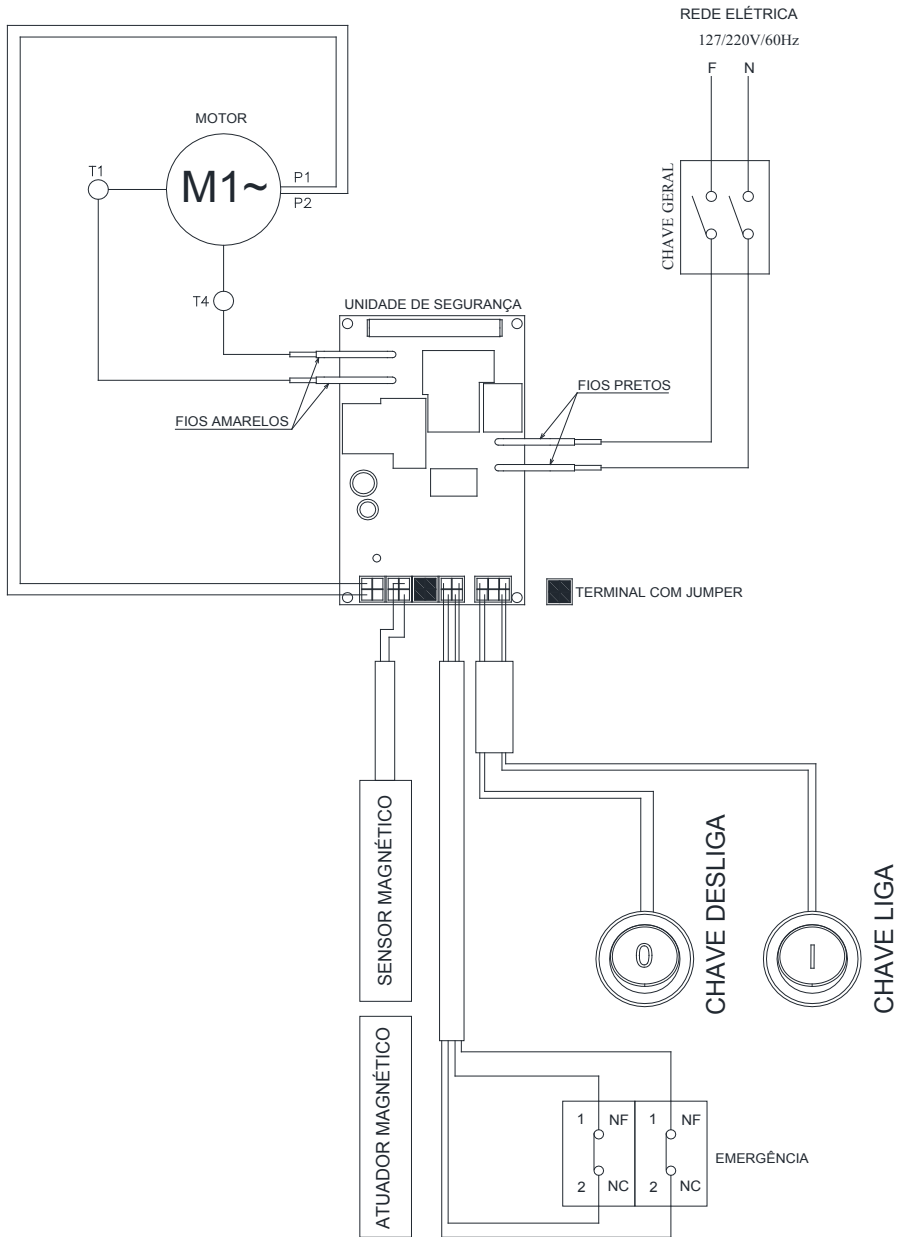 REDE ELÉTRICA
127/220V/60Hz
F
N
MOTOR
M1~
P1
P2
T1
T4
CHAVE GERAL
UNIDADE DE SEGURANÇA
FIOS PRETOS
FIOS AMARELOS
TERMINAL COM JUMPER
SENSOR MAGNÉTICO
ATUADOR MAGNÉTICO
0
CHAVE DESLIGA
I
CHAVE LIGA
1 NF
2 NC
1 NF
2 NC
EMERGÊNCIA